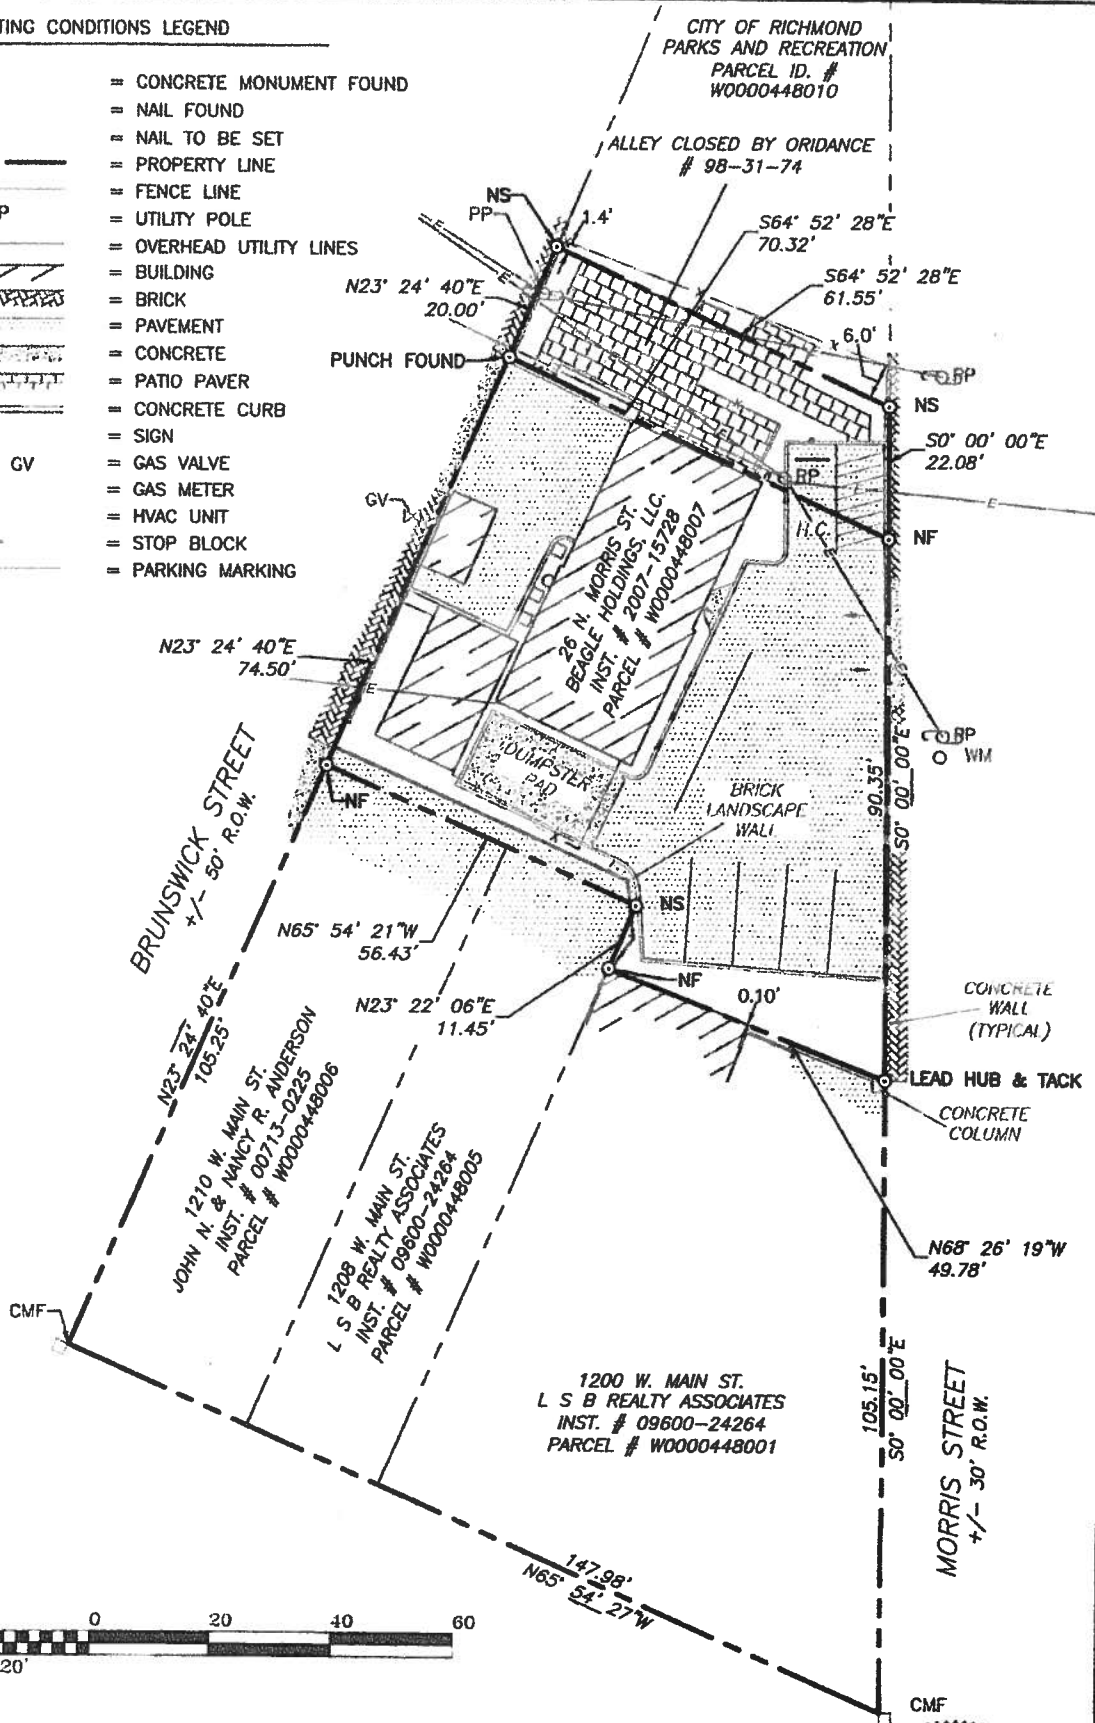 TING CONDITIONS LEGEND
= CONCRETE MONUMENT FOUND
= NAIL FOUND
= NAIL TO BE SET
= PROPERTY LINE
= FENCE LINE
P = UTILITY POLE
= OVERHEAD UTILITY LINES
= BUILDING
= BRICK
= PAVEMENT
= CONCRETE
= PATIO PAVER
= CONCRETE CURB
= SIGN
GV = GAS VALVE
= GAS METER
= HVAC UNIT
= STOP BLOCK
= PARKING MARKING
CITY OF RICHMOND
PARKS AND RECREATION
PARCEL ID. #
W0000448010
ALLEY CLOSED BY ORIDANCE
# 98-31-74
NS
PP
1.4'
S64° 52' 28"E
70.32'
S64° 52' 28"E
61.55'
N23° 24' 40"E
20.00'
PUNCH FOUND
6.0'
PP
NS
S0° 00' 00"E
22.08'
E
E
E
E
PP
H.C.
NF
GV
26 N. MORRIS ST.
BEAGLE HOLDINGS, LLC.
INST. # 2007-15728
PARCEL # W0000448007
N23° 24' 40"E
74.50'
E
DUMPSTER
PAD
PP
WM
90.35'
S0° 00' 00"E
BRICK
LANDSCAPE
WALL
NF
NS
BRUNSWICK STREET
+/- 50' R.O.W.
N65° 54' 21"W
56.43'
N23° 22' 06"E
11.45'
NF
0.10'
CONCRETE
WALL
(TYPICAL)
LEAD HUB & TACK
CONCRETE
COLUMN
N23° 24' 40"E
105.25'
1210 W. MAIN ST.
JOHN N. & NANCY R. ANDERSON
INST. # 00713-0225
PARCEL # W0000448006
1208 W. MAIN ST.
L S B REALTY ASSOCIATES
INST. # 09600-24264
PARCEL # W0000448005
N68° 26' 19"W
49.78'
CMF
1200 W. MAIN ST.
L S B REALTY ASSOCIATES
INST. # 09600-24264
PARCEL # W0000448001
105.15'
S0° 00' 00"E
MORRIS STREET
+/- 30' R.O.W.
147.98'
N65° 54' 27"W
0 20 40 60
20'
CMF